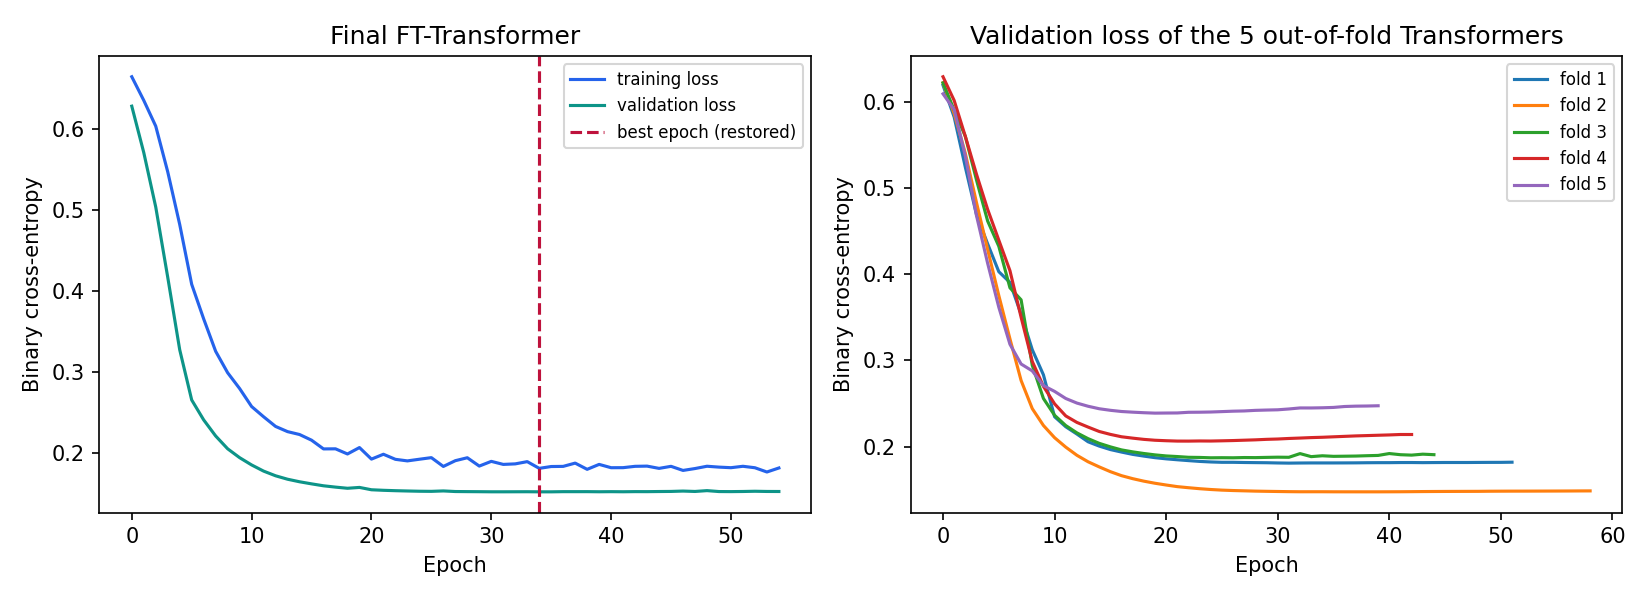 Final FT-Transformer
Binary cross-entropy
0.6
0.5
0.4
0.3
0.2
training loss
validation loss
best epoch (restored)
0
10
20
30
40
50
Epoch
Validation loss of the 5 out-of-fold Transformers
Binary cross-entropy
0.6
0.5
0.4
0.3
0.2
fold 1
fold 2
fold 3
fold 4
fold 5
0
10
20
30
40
50
60
Epoch